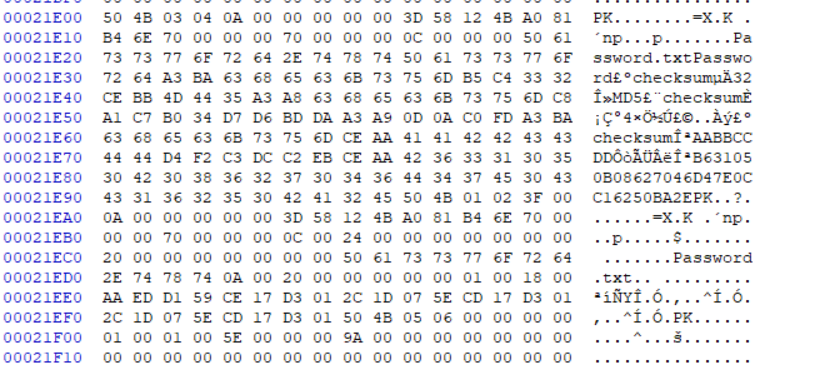 00021E00 50 4B 03 04 0A 00 00 00 00 00 3D 58 12 4B A0 81 PK........=X.K .
00021E10 B4 6E 70 00 00 00 70 00 00 00 0C 00 00 00 50 61 ´np...p.......Pa
00021E20 73 73 77 6F 72 64 2E 74 78 74 50 61 73 73 77 6F ssword.txtPasswo
00021E30 72 64 A3 BA 63 68 65 63 6B 73 75 6D B5 C4 33 32 rd£ºchecksumµÄ32
00021E40 CE BB 4D 44 35 A3 A8 63 68 65 63 6B 73 75 6D C8 Î»MD5£¨checksumÈ
00021E50 A1 C7 B0 34 D7 D6 BD DA A3 A9 0D 0A C0 FD A3 BA ¡Ç°4×Ö½Ú£©..Àý£º
00021E60 63 68 65 63 6B 73 75 6D CE AA 41 41 42 42 43 43 checksumÎªAABBCC
00021E70 44 44 D4 F2 C3 DC C2 EB CE AA 42 36 33 31 30 35 DDÔòÃÜÂëÎªB63105
00021E80 30 42 30 38 36 32 37 30 34 36 44 34 37 45 30 43 0B08627046D47E0C
00021E90 43 31 36 32 35 30 42 41 32 45 50 4B 01 02 3F 00 C16250BA2EPK..?.
00021EA0 0A 00 00 00 00 00 3D 58 12 4B A0 81 B4 6E 70 00 ......=X.K .´np.
00021EB0 00 00 70 00 00 00 0C 00 24 00 00 00 00 00 00 00 ..p.....$.......
00021EC0 20 00 00 00 00 00 00 00 50 61 73 73 77 6F 72 64 .......Password
00021ED0 2E 74 78 74 0A 00 20 00 00 00 00 00 01 00 18 00 .txt.. .........
00021EE0 AA ED D1 59 CE 17 D3 01 2C 1D 07 5E CD 17 D3 01 ªíÑYÎ.Ó.,..^Í.Ó.
00021EF0 2C 1D 07 5E CD 17 D3 01 50 4B 05 06 00 00 00 00 ,..^Í.Ó.PK......
00021F00 01 00 01 00 5E 00 00 00 9A 00 00 00 00 00 00 00 ....^...š.......
00021F10 00 00 00 00 00 00 00 00 00 00 00 00 00 00 00 00 ................